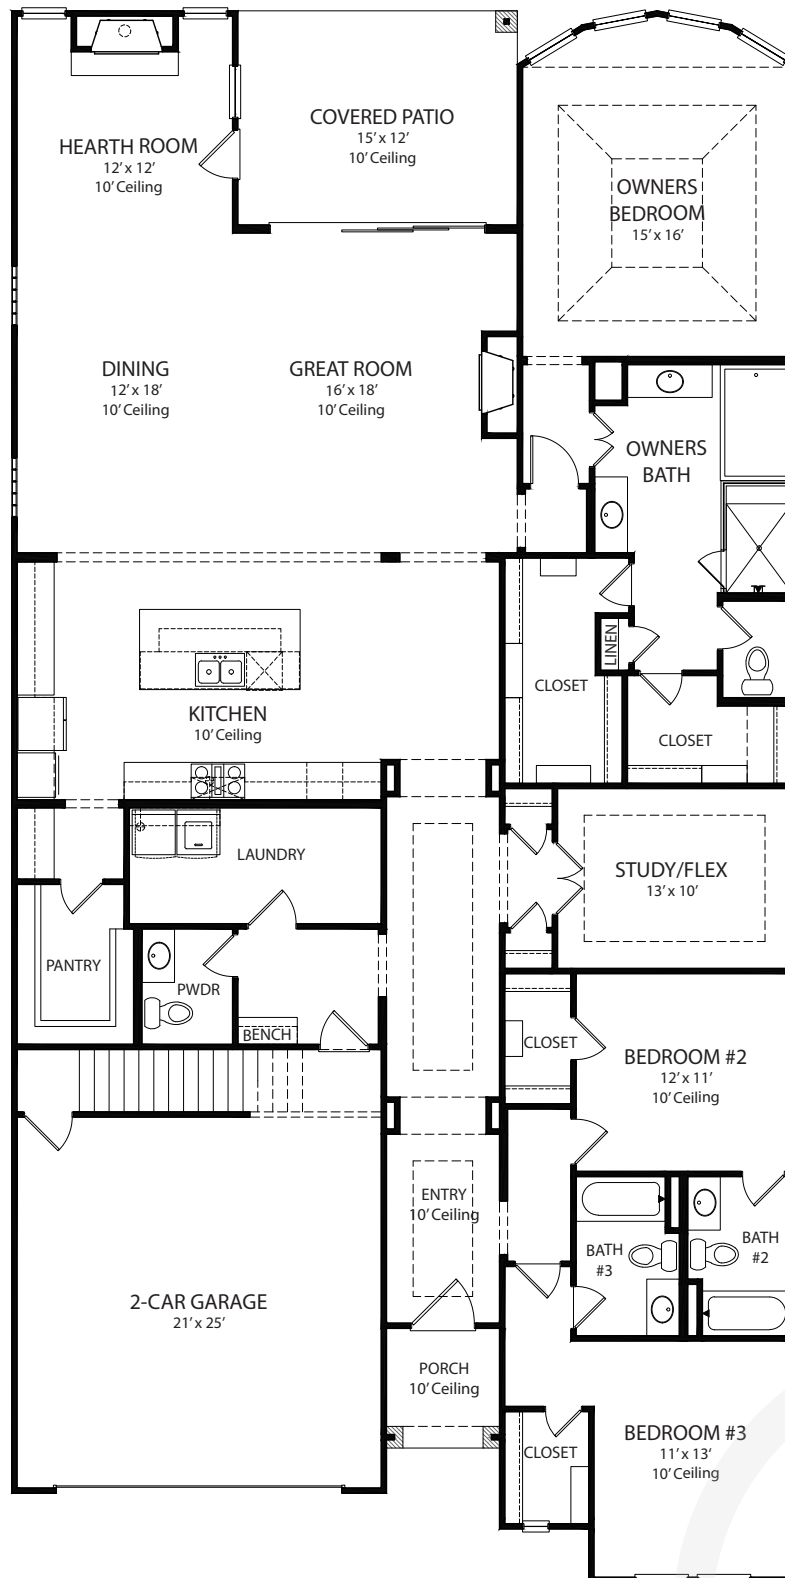 COVERED PATIO
15' x 12'
10' Ceiling
HEARTH ROOM
12' x 12'
10' Ceiling
OWNERS
BEDROOM
15' x 16'
DINING
12' x 18'
10' Ceiling
GREAT ROOM
16' x 18'
10' Ceiling
OWNERS
BATH
LINEN
CLOSET
KITCHEN
10' Ceiling
CLOSET
LAUNDRY
STUDY/FLEX
13' x 10'
PANTRY
PWDR
BENCH
CLOSET
BEDROOM #2
12' x 11'
10' Ceiling
ENTRY
10' Ceiling
BATH
#3
BATH
#2
2-CAR GARAGE
21' x 25'
PORCH
10' Ceiling
CLOSET
BEDROOM #3
11' x 13'
10' Ceiling